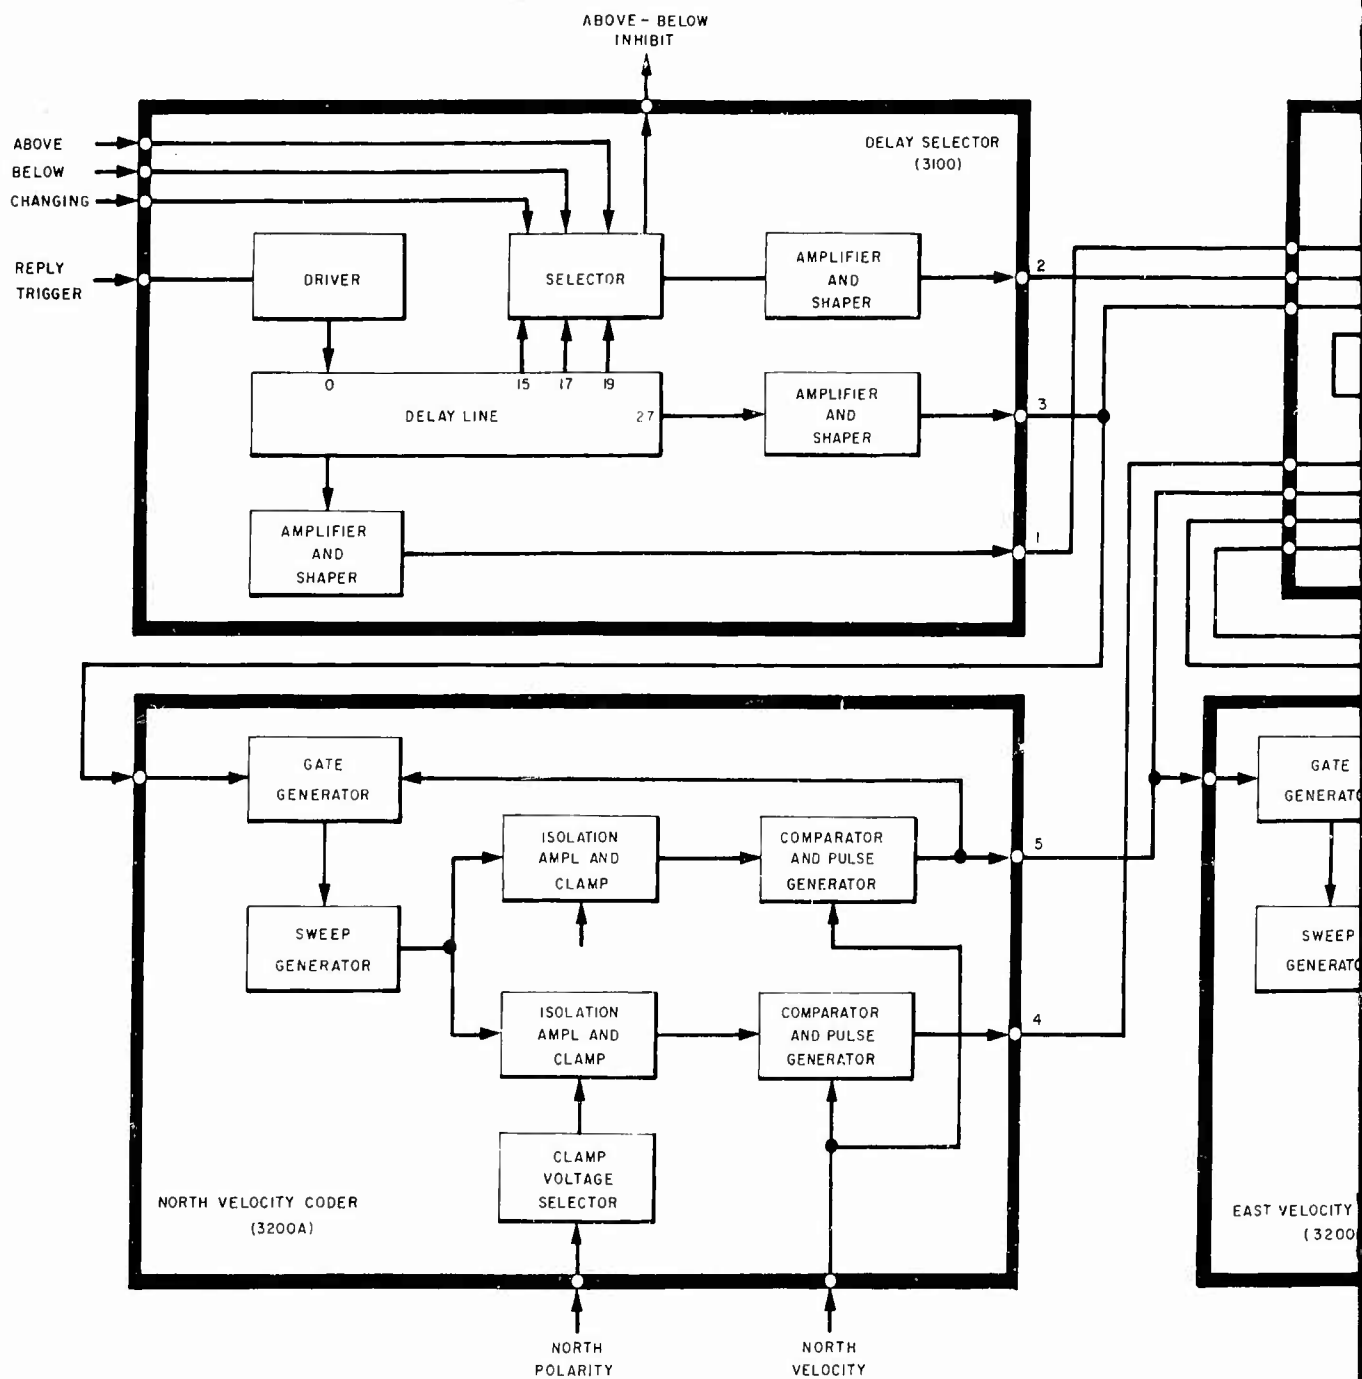 ABOVE - BELOW
INHIBIT
ABOVE
BELOW
CHANGING
REPLY
TRIGGER
DELAY SELECTOR
(3100)
DRIVER
SELECTOR
AMPLIFIER
AND
SHAPER
2
0
15
17
19
DELAY LINE
27
AMPLIFIER
AND
SHAPER
3
AMPLIFIER
AND
SHAPER
1
GATE
GENERATOR
ISOLATION
AMPL AND
CLAMP
COMPARATOR
AND PULSE
GENERATOR
5
SWEEP
GENERATOR
ISOLATION
AMPL AND
CLAMP
COMPARATOR
AND PULSE
GENERATOR
4
CLAMP
VOLTAGE
SELECTOR
NORTH VELOCITY CODER
(3200A)
NORTH
POLARITY
NORTH
VELOCITY
GATE
GENERATO
SWEEP
GENERATO
EAST VELOCITY
(3200